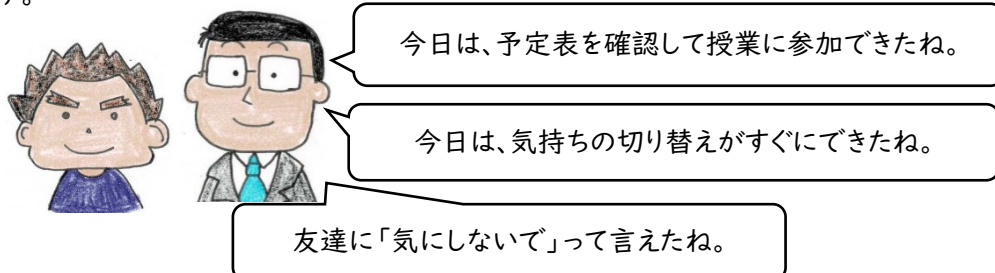 す。
今日は、予定表を確認して授業に参加できたね。
今日は、気持ちの切り替えがすぐにできたね。
友達に「気にしないで」って言えたね。